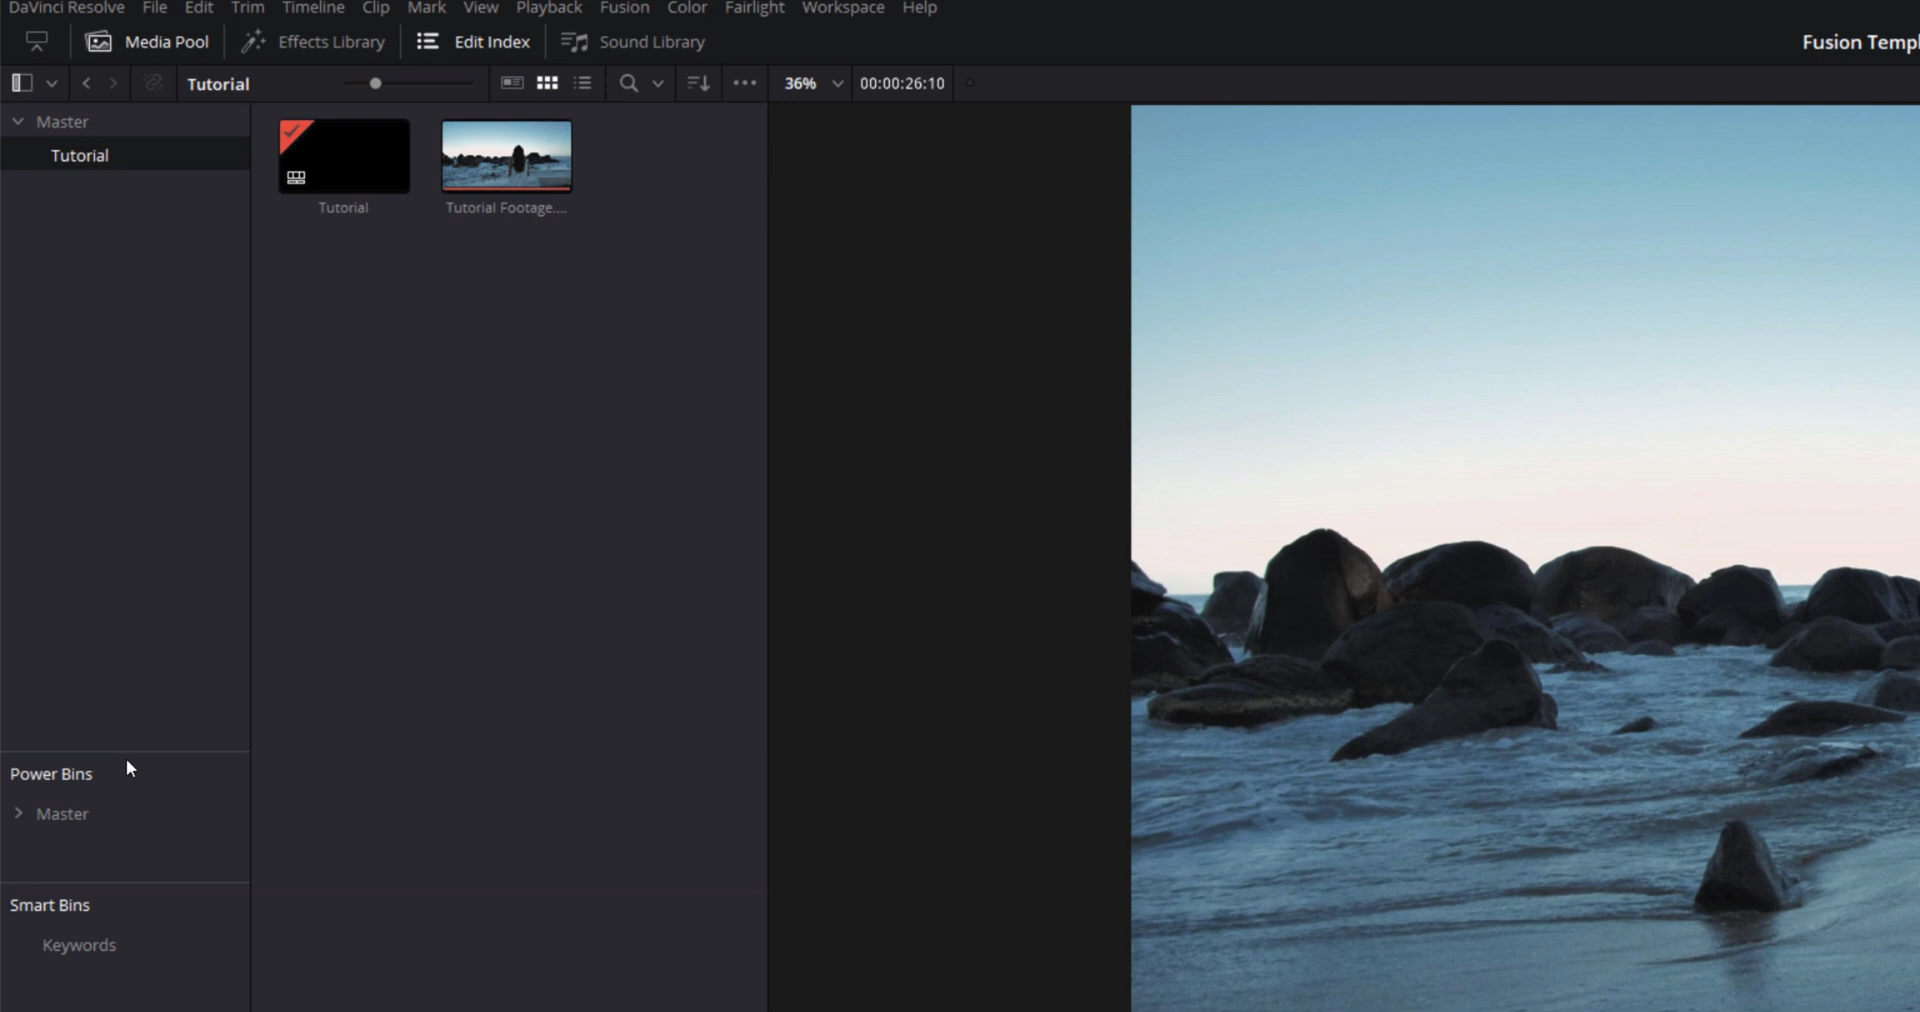 DaVinci Resolve File Edit Trim Timeline Clip Mark View Playback Fusion Color Fairlight Workspace Help
Media Pool Effects Library Edit Index Sound Library Fusion Templ
Tutorial 36% 00:00:26:10
Master
Tutorial
Tutorial Tutorial Footage....
Power Bins
Master
Smart Bins
Keywords